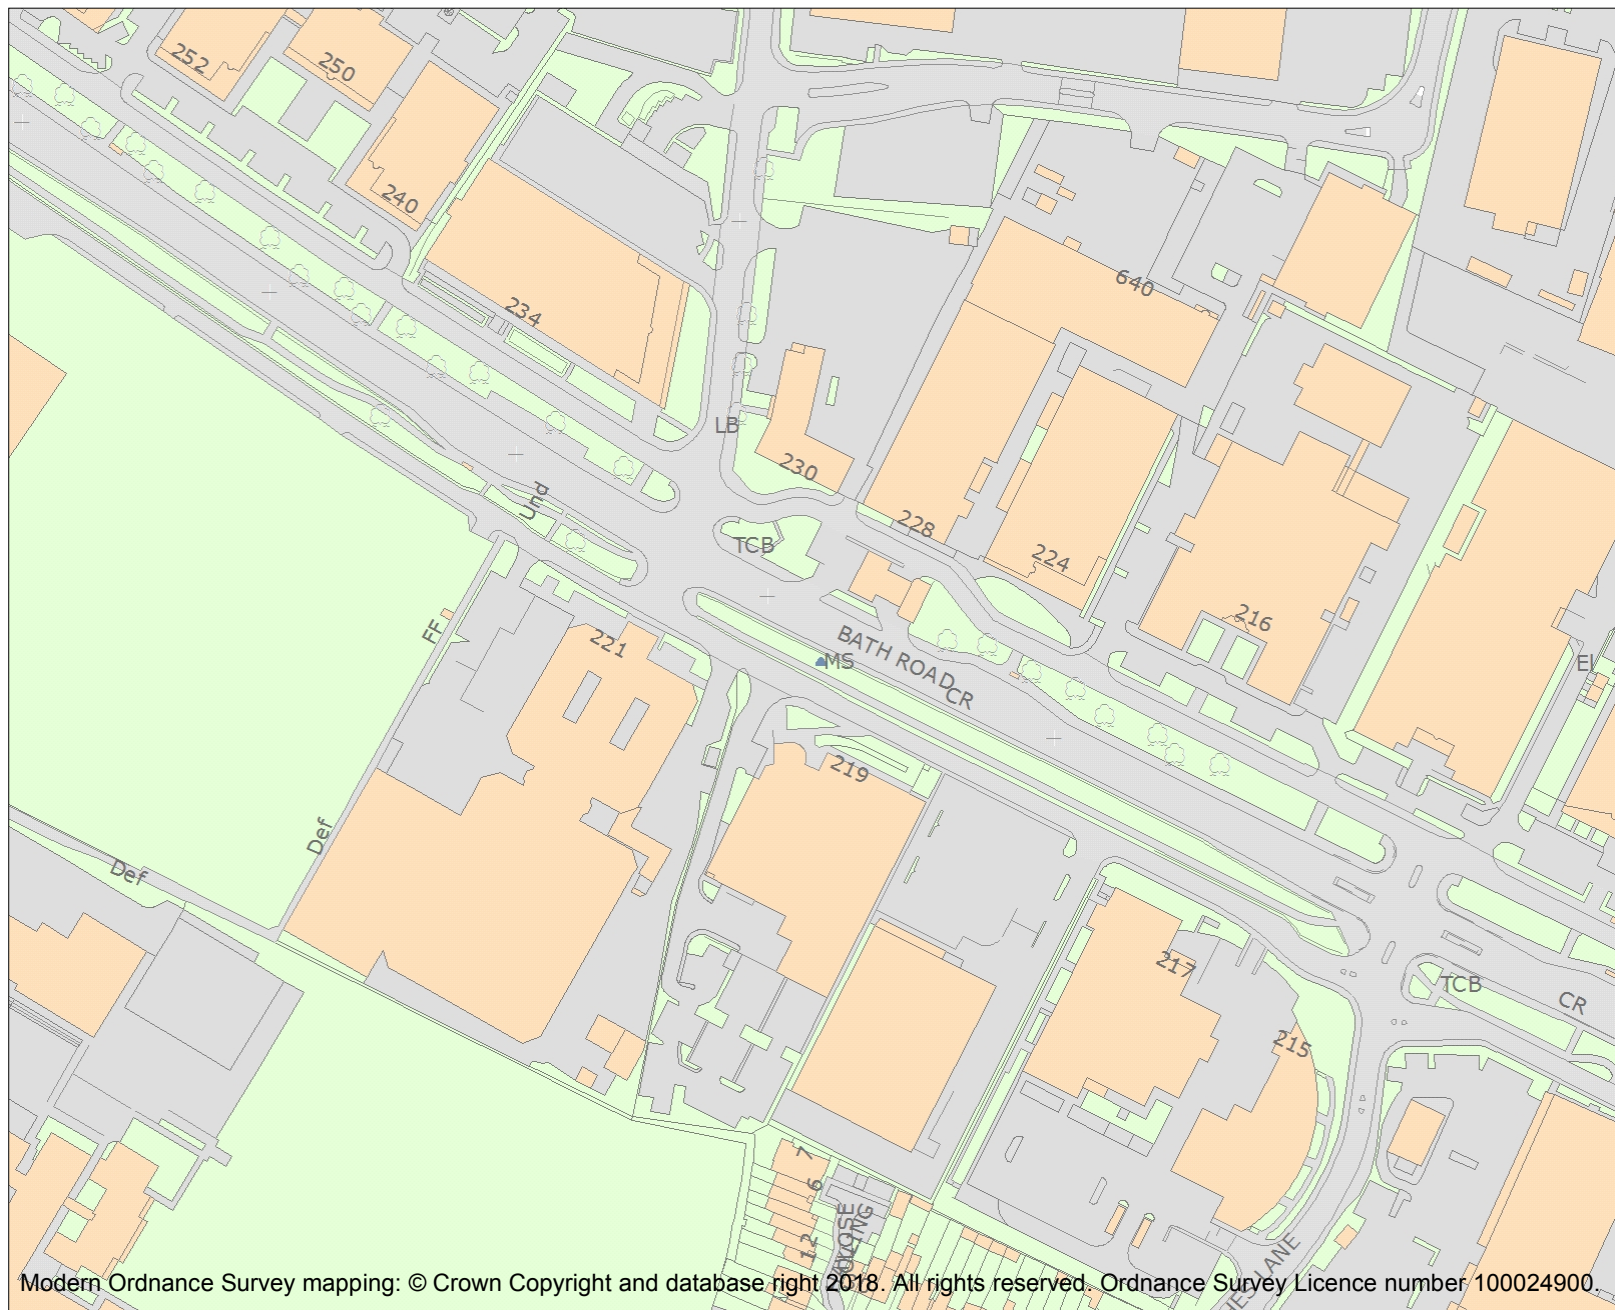 252
250
240
234
640
LB
230
Und
228
TCB
224
216
FF
221
BATH ROAD
MS
CR
El
219
Def
Def
217
TCB
CR
215
7
6
12
Modern Ordnance Survey mapping: © Crown Copyright and database right 2018. All rights reserved. Ordnance Survey Licence number 100024900.